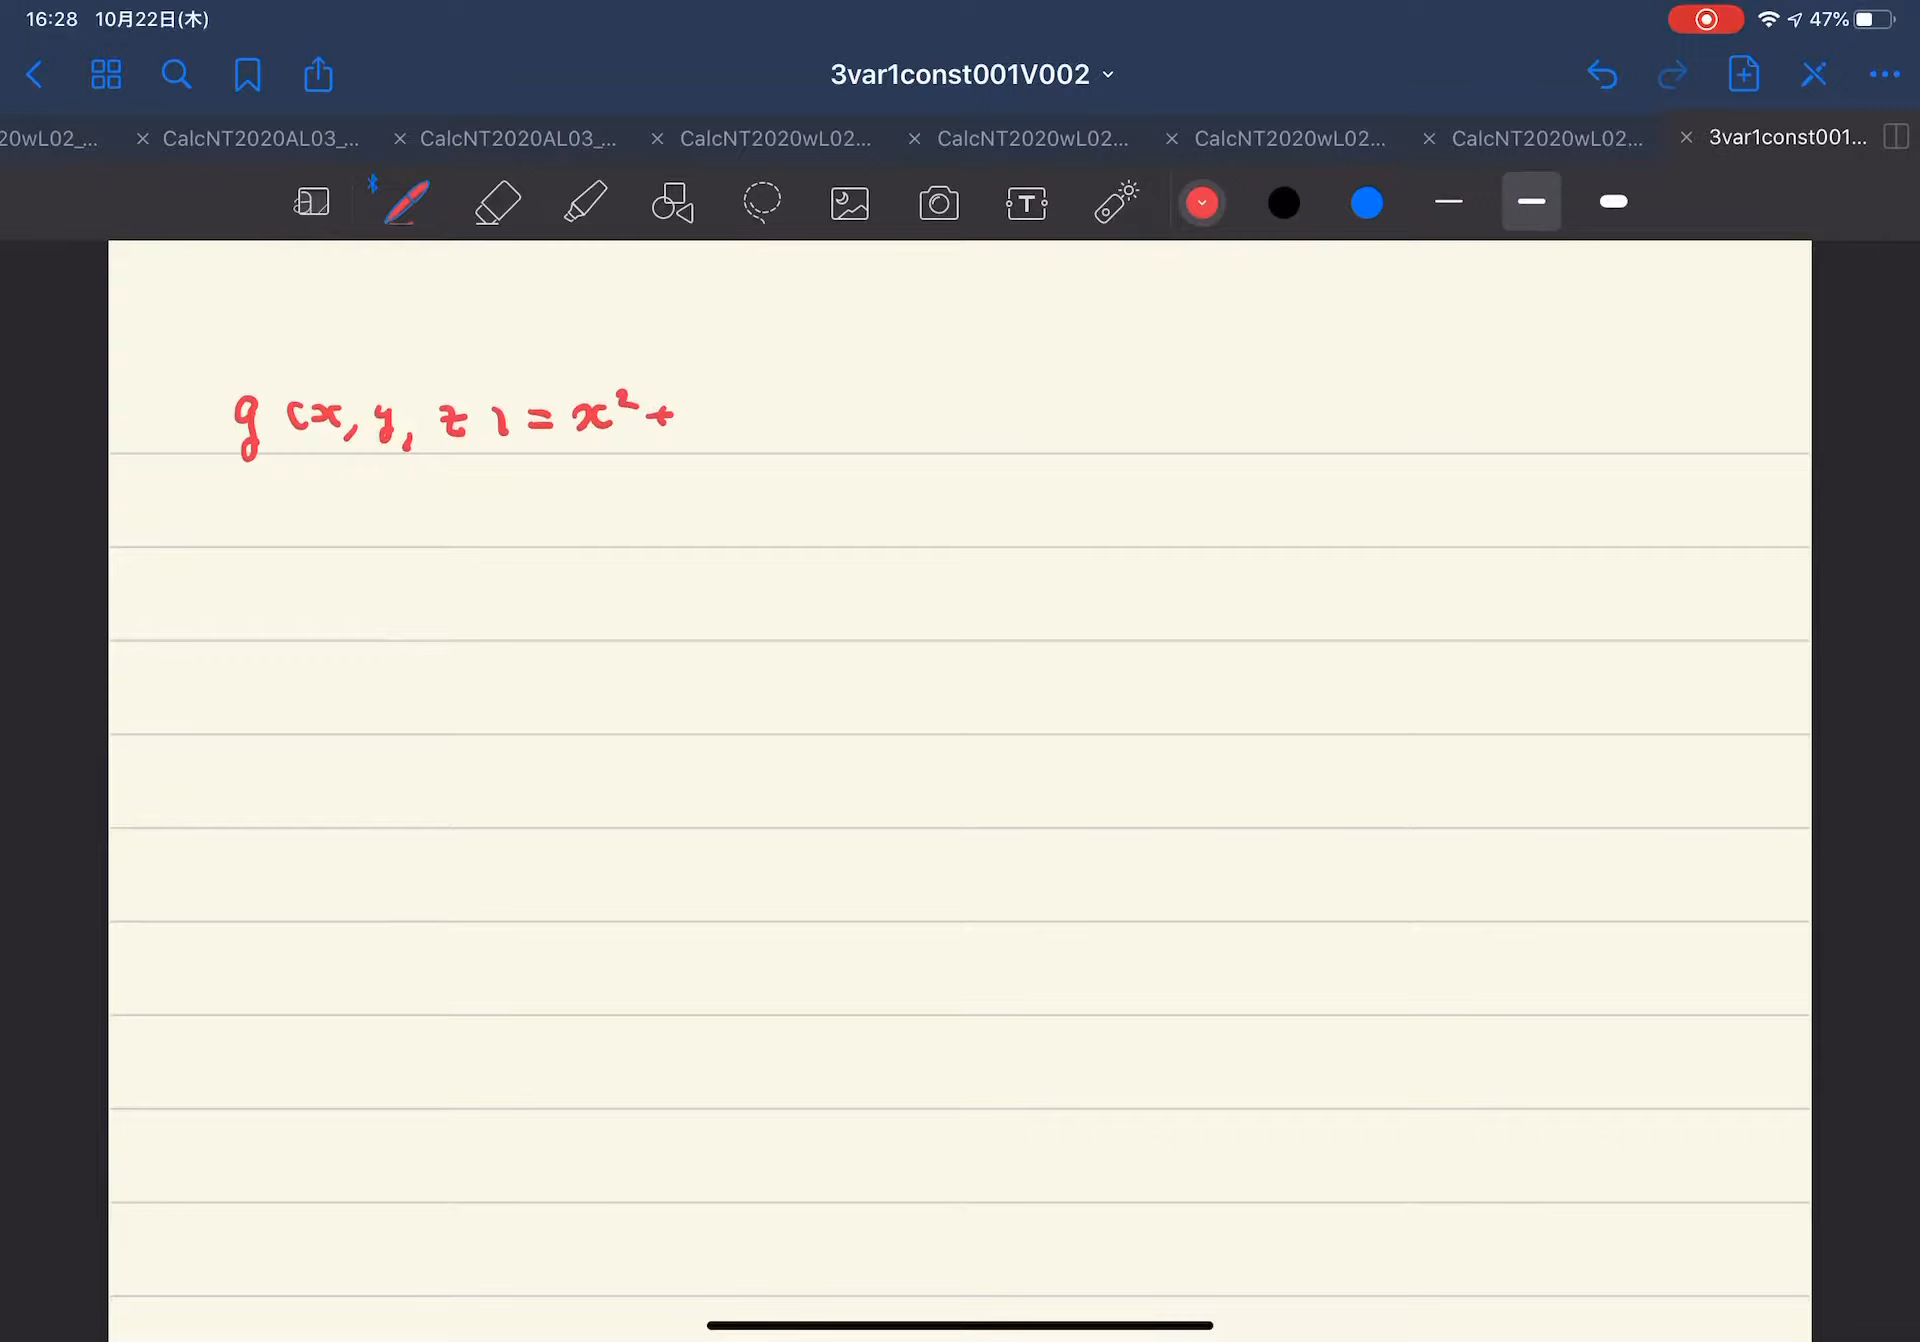 16:28 10月22日(木) 47%
3var1const001V002
20wL02_... CalcNT2020AL03_... CalcNT2020AL03_... CalcNT2020wL02... CalcNT2020wL02... CalcNT2020wL02... CalcNT2020wL02... 3var1const001...
g (x, y, z) = x² +